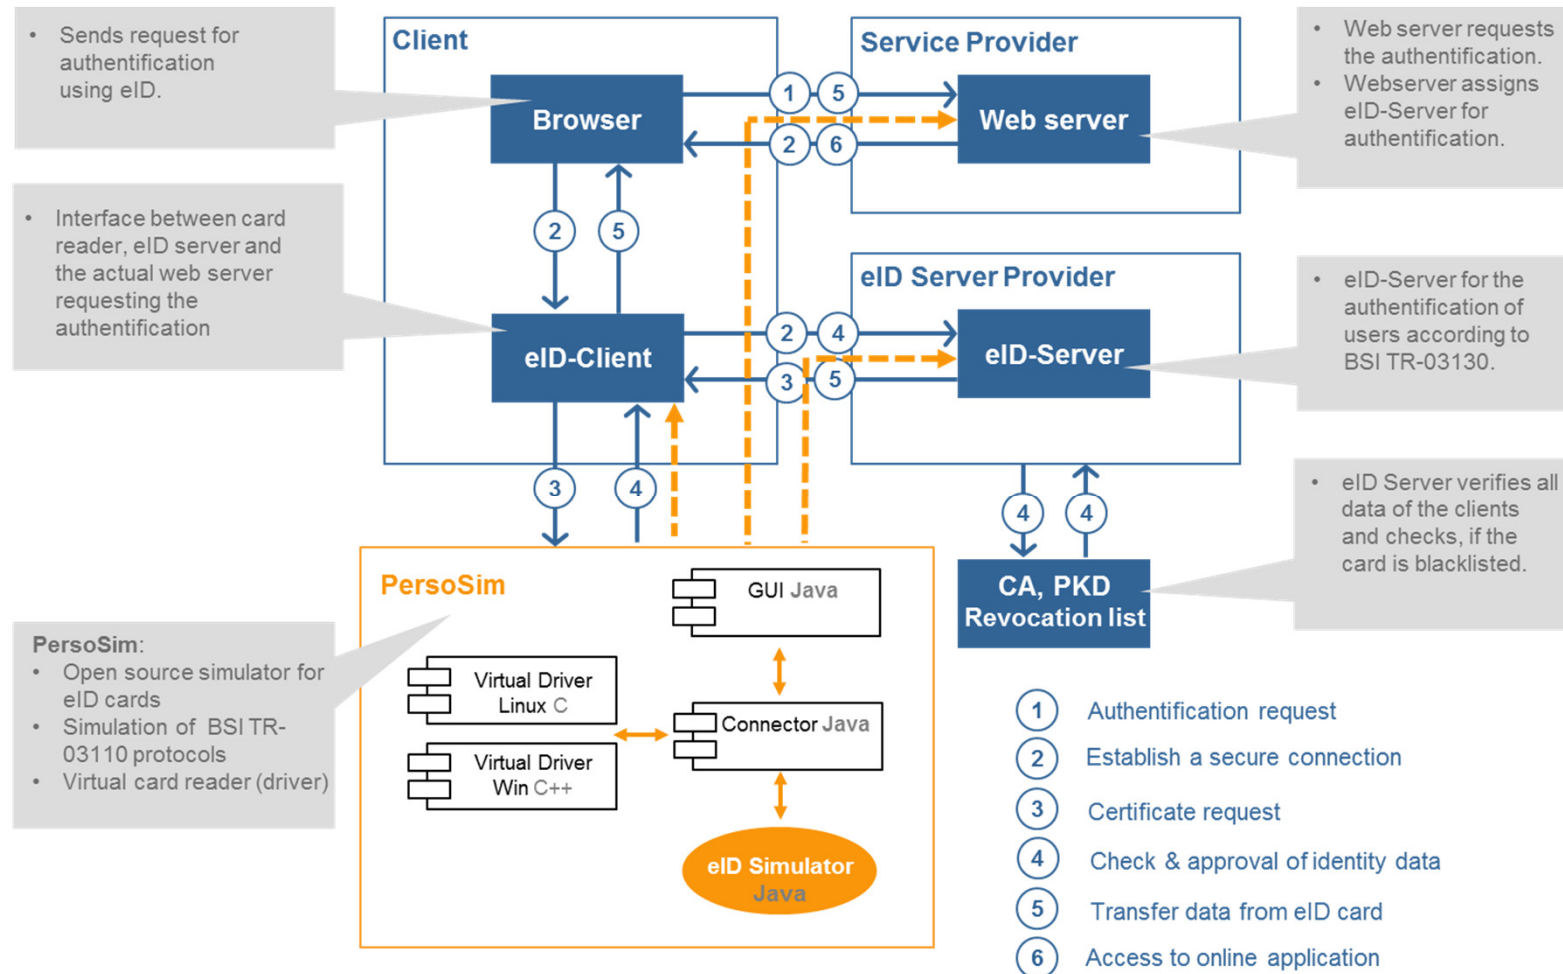 • Sends request for
authentification
using eID.
Client
Browser
1
5
2
6
Service Provider
Web server
• Web server requests
the authentification.
• Webserver assigns
eID-Server for
authentification.
• Interface between card
reader, eID server and
the actual web server
requesting the
authentification
2
5
eID-Client
2
4
3
5
eID Server Provider
eID-Server
• eID-Server for the
authentification of
users according to
BSI TR-03130.
3
4
4
4
• eID Server verifies all
data of the clients
and checks, if the
card is blacklisted.
CA, PKD
Revocation list
PersoSim:
• Open source simulator for
eID cards
• Simulation of BSI TR-
03110 protocols
• Virtual card reader (driver)
PersoSim
GUI Java
Virtual Driver
Linux C
Connector Java
Virtual Driver
Win C++
eID Simulator
Java
1 Authentification request
2 Establish a secure connection
3 Certificate request
4 Check & approval of identity data
5 Transfer data from eID card
6 Access to online application